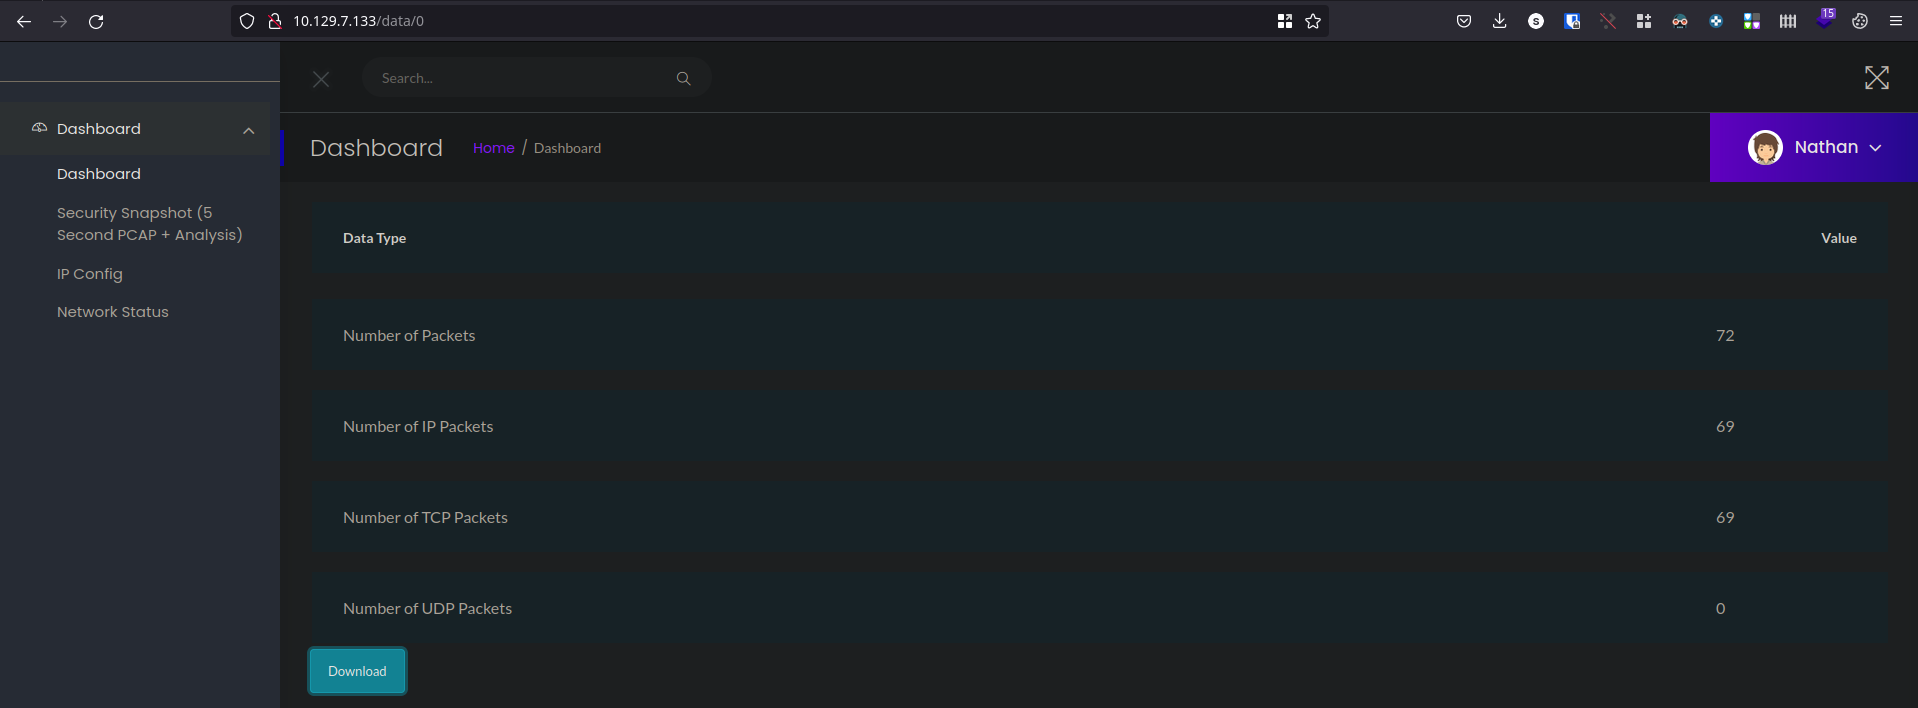 10.129.7.133/data/0
S
15
Search...
Dashboard
Dashboard
Security Snapshot (5
Second PCAP + Analysis)
IP Config
Network Status
Dashboard
Home / Dashboard
Nathan
Data Type Value
Number of Packets 72
Number of IP Packets 69
Number of TCP Packets 69
Number of UDP Packets 0
Download